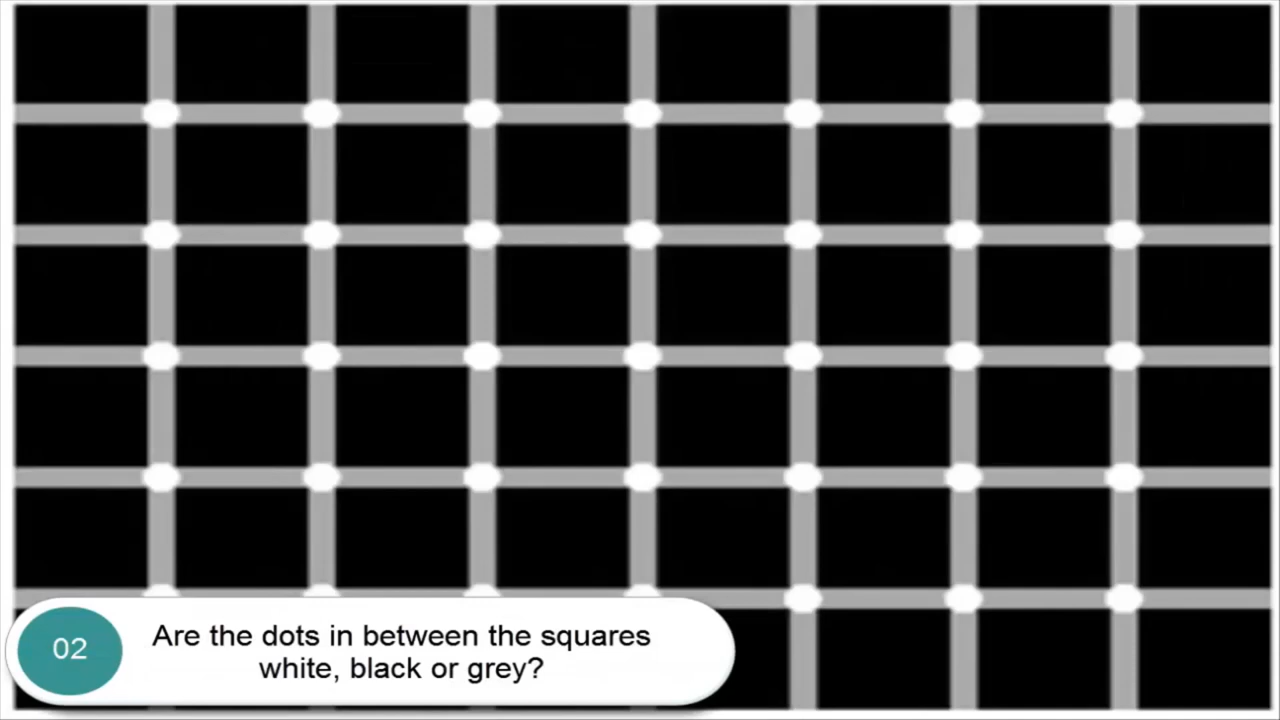 02
Are the dots in between the squares
white, black or grey?